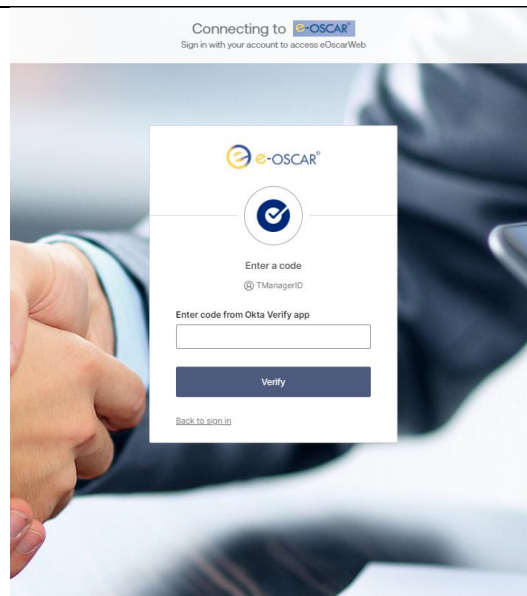 Connecting to e-OSCAR®
Sign in with your account to access eOscarWeb
e-OSCAR®
Enter a code
TManagerID
Enter code from Okta Verify app
Verify
Back to sign in